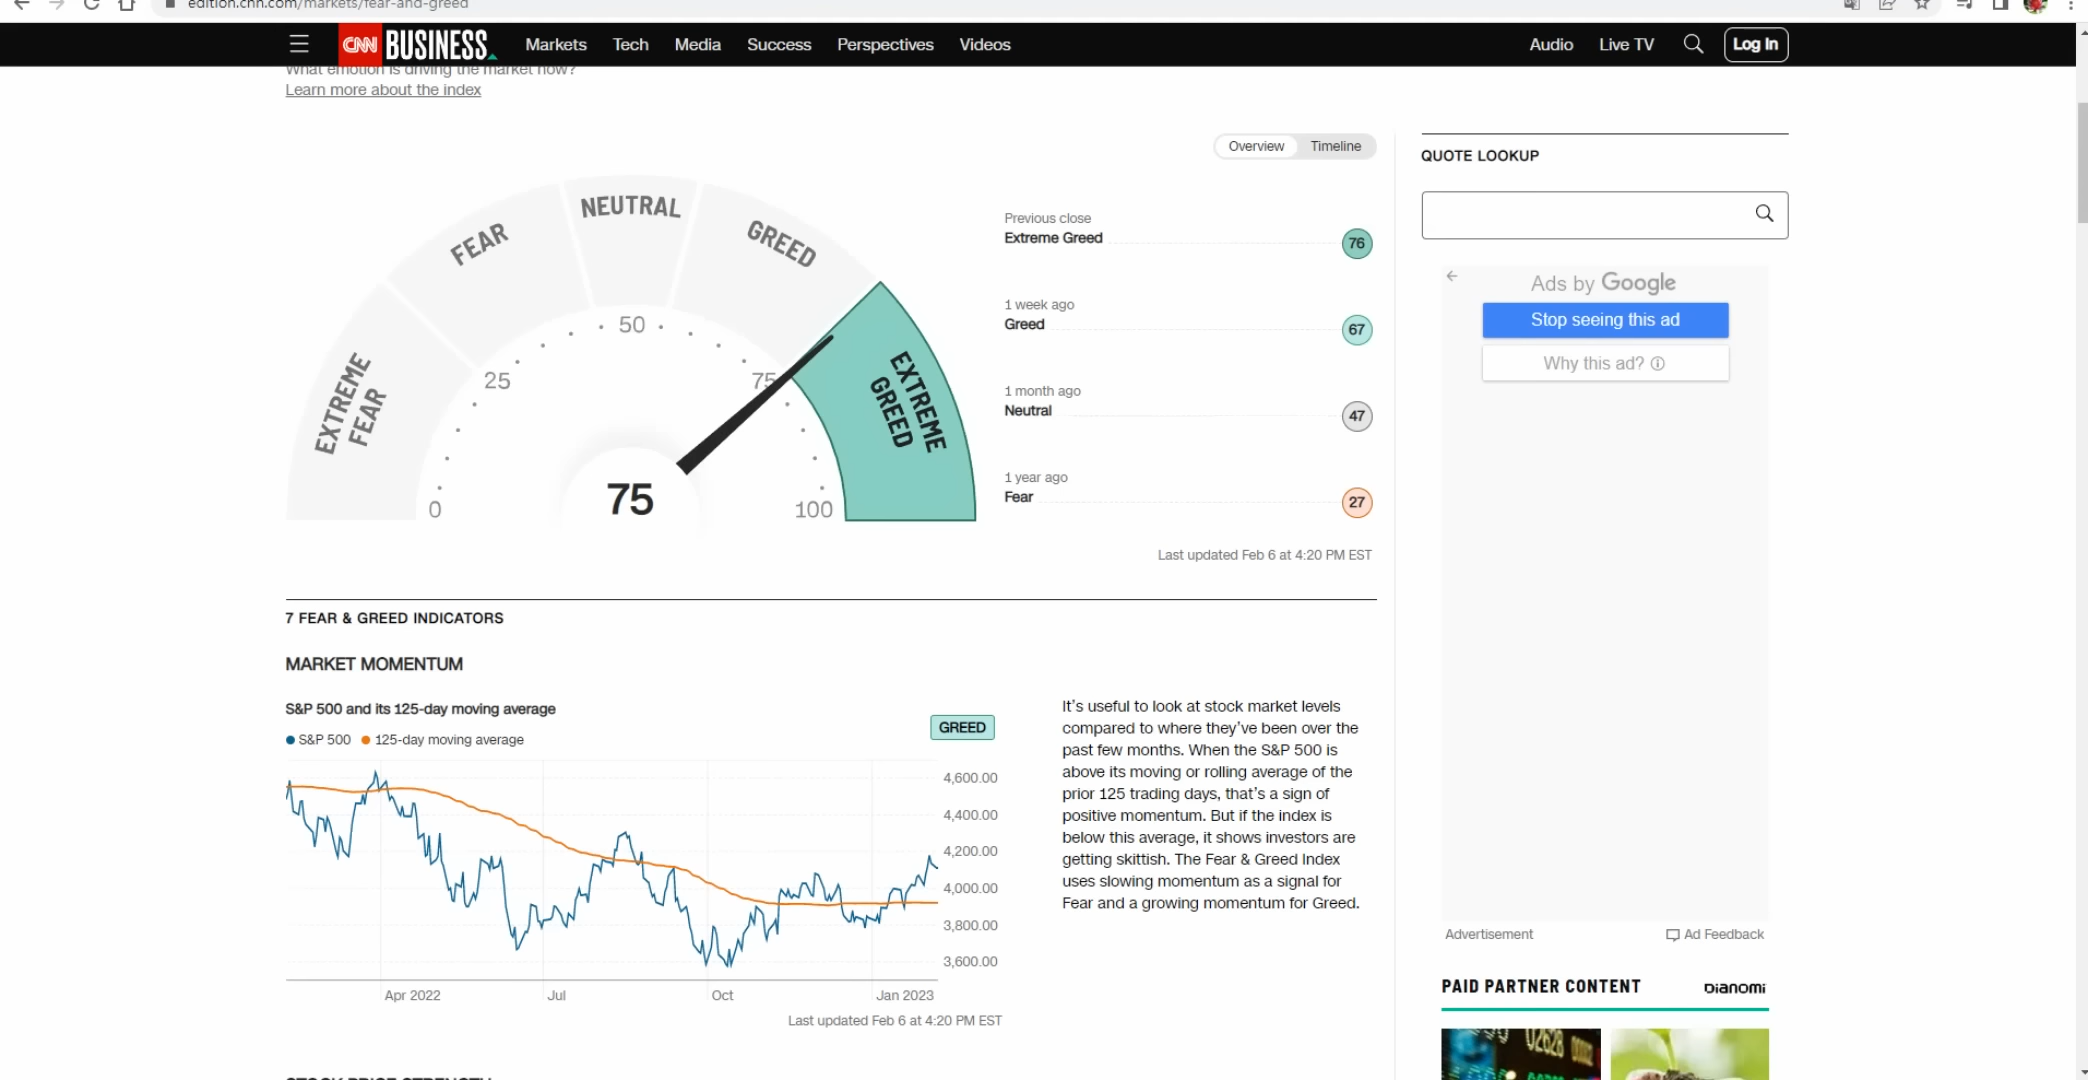 edition.cnn.com/markets/fear-and-greed
CNN BUSINESS
Markets
Tech
Media
Success
Perspectives
Videos
Audio
Live TV
Log In
What emotion is driving the market now?
Learn more about the index
Overview
Timeline
EXTREME
FEAR
FEAR
NEUTRAL
GREED
EXTREME
GREED
0
25
50
75
100
75
Previous close
Extreme Greed
76
1 week ago
Greed
67
1 month ago
Neutral
47
1 year ago
Fear
27
Last updated Feb 6 at 4:20 PM EST
7 FEAR & GREED INDICATORS
MARKET MOMENTUM
S&P 500 and its 125-day moving average
S&P 500
125-day moving average
GREED
4,600.00
4,400.00
4,200.00
4,000.00
3,800.00
3,600.00
Apr 2022
Jul
Oct
Jan 2023
Last updated Feb 6 at 4:20 PM EST
It's useful to look at stock market levels
compared to where they've been over the
past few months. When the S&P 500 is
above its moving or rolling average of the
prior 125 trading days, that's a sign of
positive momentum. But if the index is
below this average, it shows investors are
getting skittish. The Fear & Greed Index
uses slowing momentum as a signal for
Fear and a growing momentum for Greed.
STOCK PRICE STRENGTH
QUOTE LOOKUP
Ads by Google
Stop seeing this ad
Why this ad?
Advertisement
Ad Feedback
PAID PARTNER CONTENT
DIANOMI